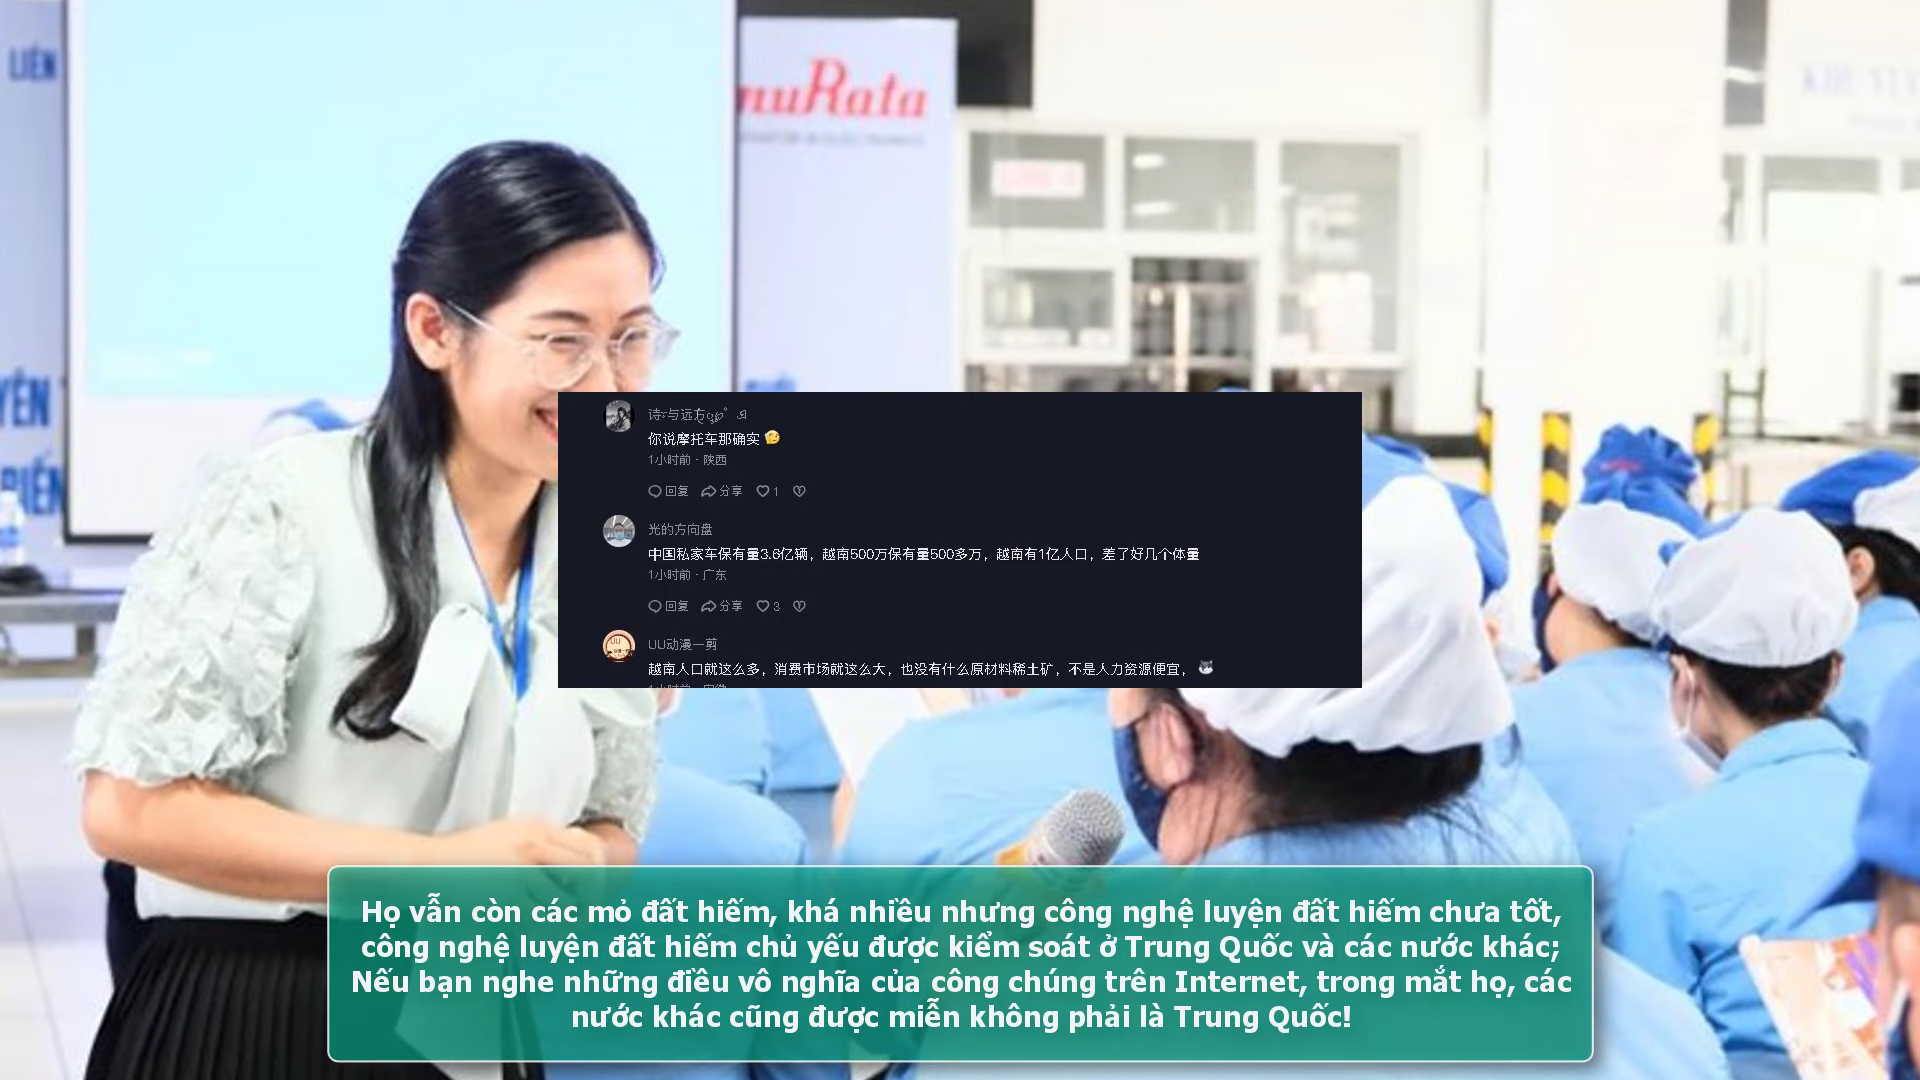 LIÊN
muRata
INNOVATOR IN ELECTRONICS
诗与远方
你说摩托车那确实🤔
1小时前 · 陕西
回复 分享 1
光的方向盘
中国私家车保有量3.6亿辆，越南500万保有量500多万，越南有1亿人口，差了好几个体量
1小时前 · 广东
回复 分享 3
UU动漫一剪
越南人口就这么多，消费市场就这么大，也没有什么原材料稀土矿，不是人力资源便宜，
Họ vẫn còn các mỏ đất hiếm, khá nhiều nhưng công nghệ luyện đất hiếm chưa tốt,
công nghệ luyện đất hiếm chủ yếu được kiểm soát ở Trung Quốc và các nước khác;
Nếu bạn nghe những điều vô nghĩa của công chúng trên Internet, trong mắt họ, các
nước khác cũng được miễn không phải là Trung Quốc!